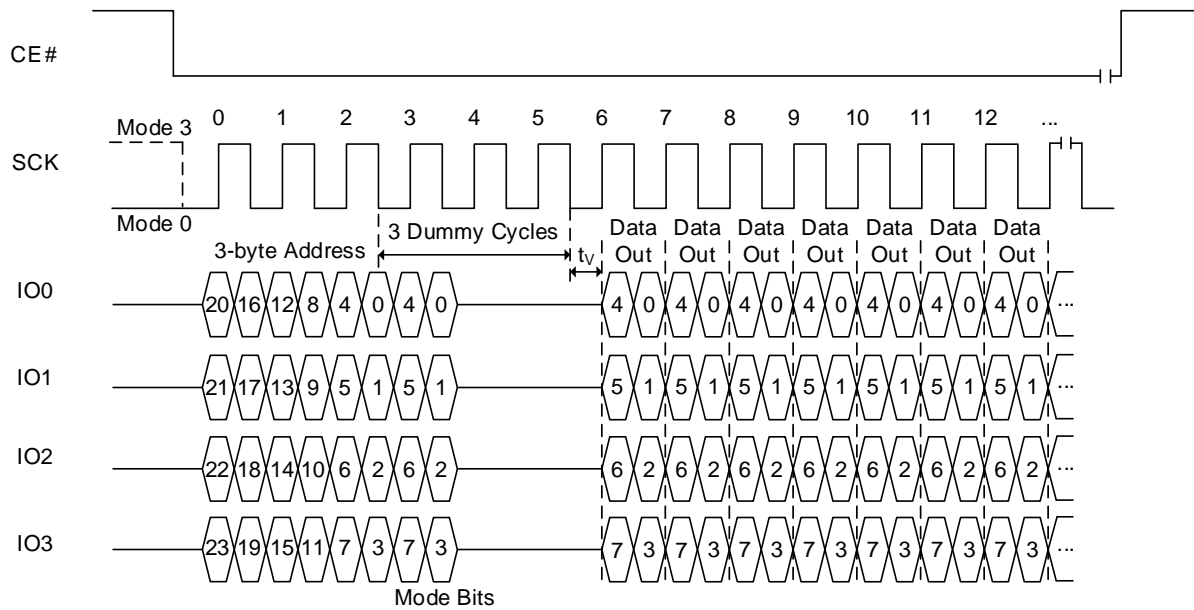 CE#
0 1 2 3 4 5 6 7 8 9 10 11 12 ...
Mode 3
SCK
Mode 0
3-byte Address
3 Dummy Cycles
tV
Data Out Data Out Data Out Data Out Data Out Data Out Data Out
IO0 20 16 12 8 4 0 4 0 4 0 4 0 4 0 4 0 4 0 4 0 4 0 ...
IO1 21 17 13 9 5 1 5 1 5 1 5 1 5 1 5 1 5 1 5 1 5 1 ...
IO2 22 18 14 10 6 2 6 2 6 2 6 2 6 2 6 2 6 2 6 2 6 2 ...
IO3 23 19 15 11 7 3 7 3 7 3 7 3 7 3 7 3 7 3 7 3 7 3 ...
Mode Bits